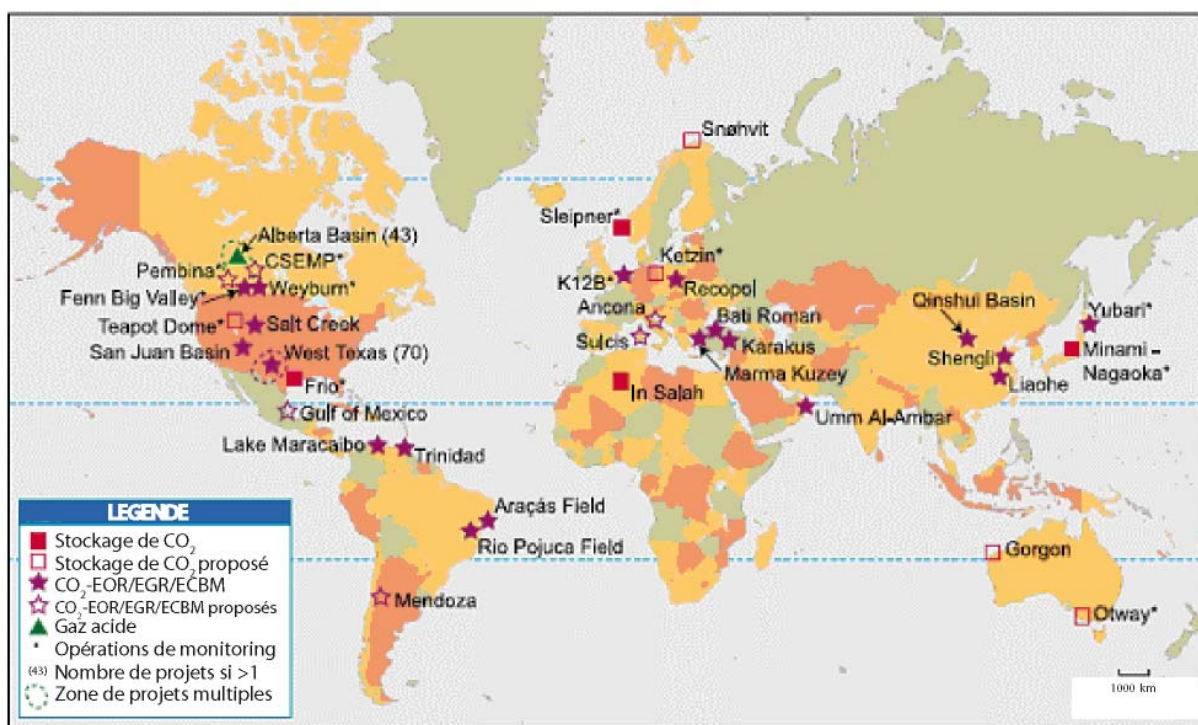 Snøhvit
Alberta Basin (43)
Sleipner*
CSEMP*
Pembina*
Ketzin*
K12B*
Weyburn*
Recopol
Fenn Big Valley*
Ancona
Qinshui Basin
Yubari*
Teapot Dome*
Salt Creek
Bati Roman
Sulcis
San Juan Basin
West Texas (70)
Karakus
Shengli
Minami –
Nagaoka*
Marma Kuzey
Frio*
In Salah
Liaohe
Gulf of Mexico
Umm Al-Ambar
Lake Maracaibo
Trinidad
Araçás Field
Rio Pojuca Field
Gorgon
Mendoza
Otway*
1000 km
LEGENDE
Stockage de CO2
Stockage de CO2 proposé
CO2-EOR/EGR/ECBM
CO2-EOR/EGR/ECBM proposés
Gaz acide
* Opérations de monitoring
(43) Nombre de projets si >1
Zone de projets multiples